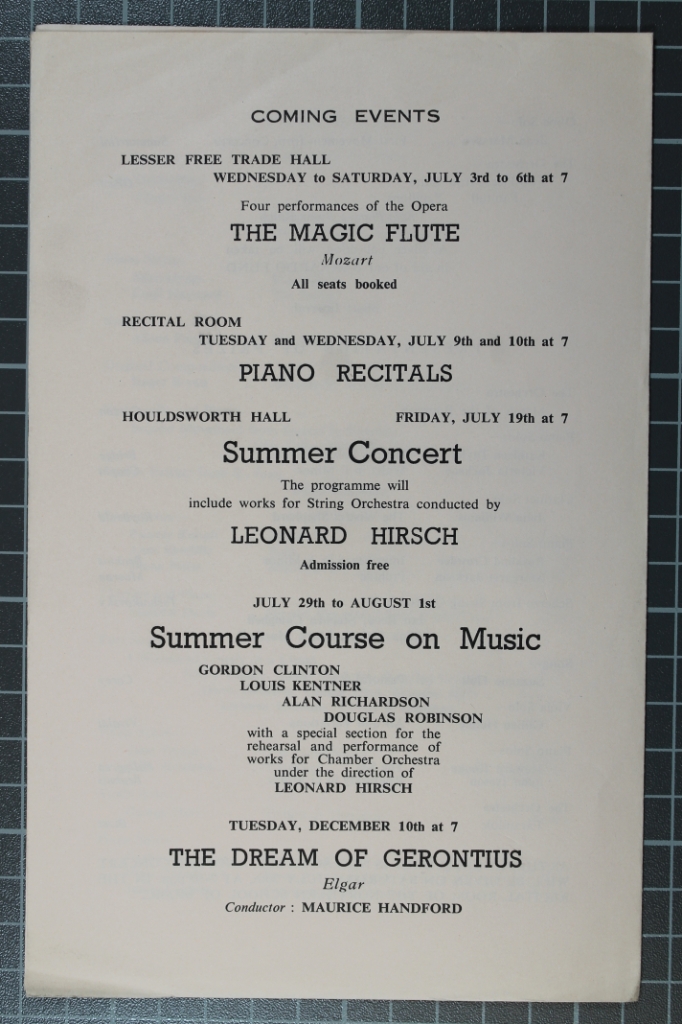 COMING EVENTS
LESSER FREE TRADE HALL
WEDNESDAY to SATURDAY, JULY 3rd to 6th at 7
Four performances of the Opera
THE MAGIC FLUTE
Mozart
All seats booked
RECITAL ROOM
TUESDAY and WEDNESDAY, JULY 9th and 10th at 7
PIANO RECITALS
HOULDSWORTH HALL FRIDAY, JULY 19th at 7
Summer Concert
The programme will
include works for String Orchestra conducted by
LEONARD HIRSCH
Admission free
JULY 29th to AUGUST 1st
Summer Course on Music
GORDON CLINTON
LOUIS KENTNER
ALAN RICHARDSON
DOUGLAS ROBINSON
with a special section for the
rehearsal and performance of
works for Chamber Orchestra
under the direction of
LEONARD HIRSCH
TUESDAY, DECEMBER 10th at 7
THE DREAM OF GERONTIUS
Elgar
Conductor : MAURICE HANDFORD